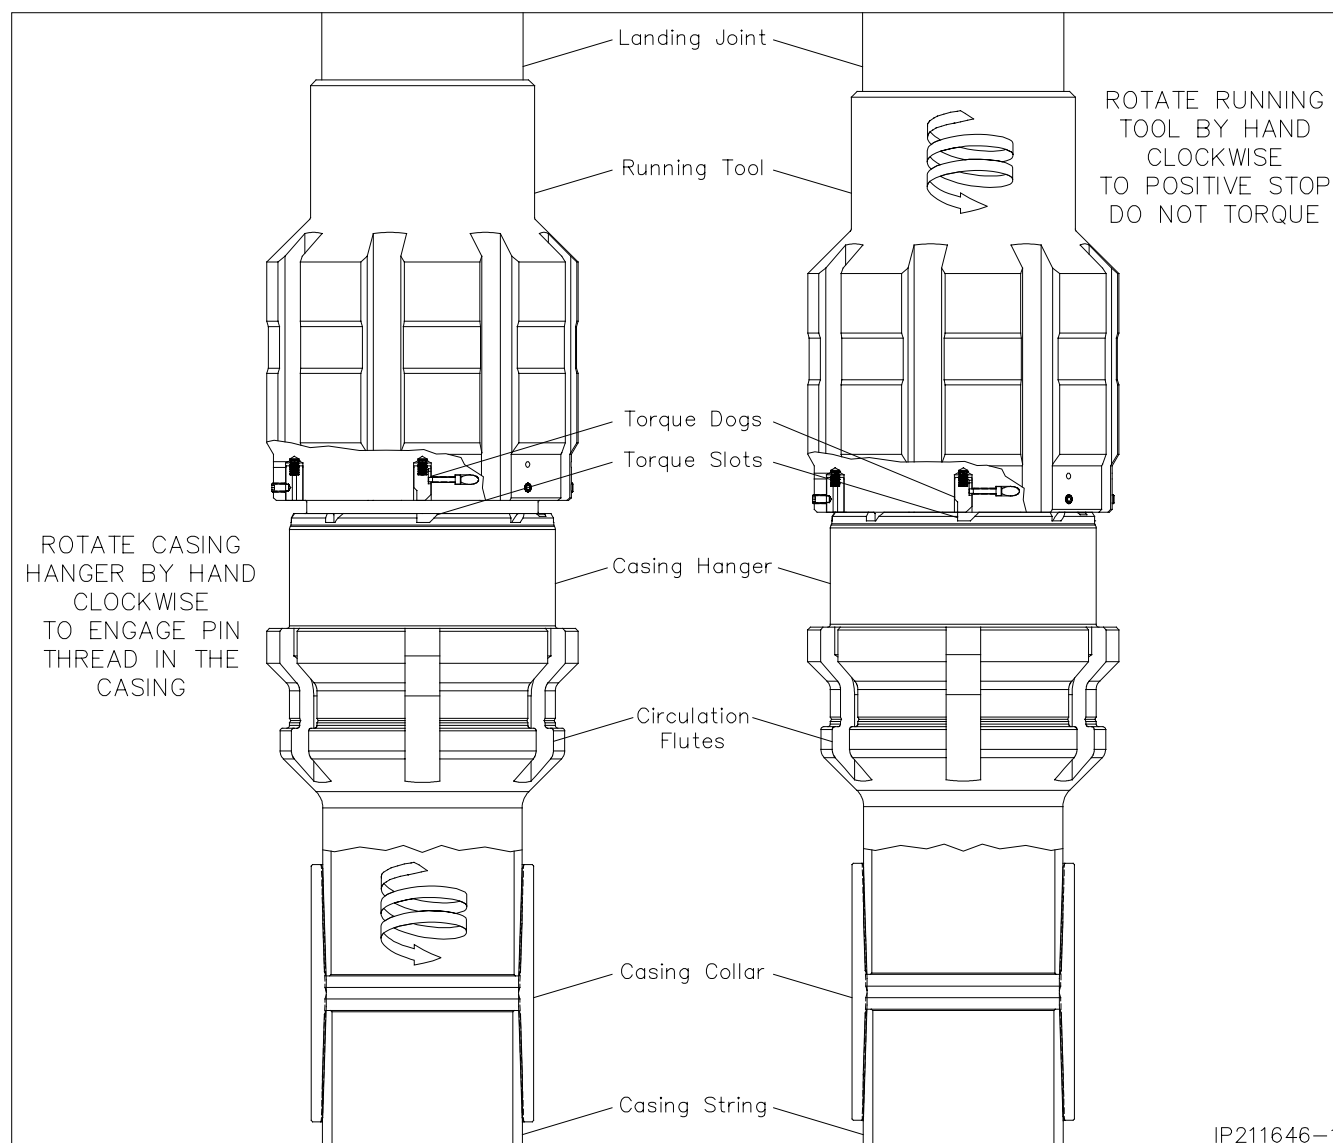 Landing Joint
ROTATE RUNNING
TOOL BY HAND
CLOCKWISE
TO POSITIVE STOP
DO NOT TORQUE
Running Tool
Torque Dogs
Torque Slots
ROTATE CASING
HANGER BY HAND
CLOCKWISE
TO ENGAGE PIN
THREAD IN THE
CASING
Casing Hanger
Circulation
Flutes
Casing Collar
Casing String
IP211646-